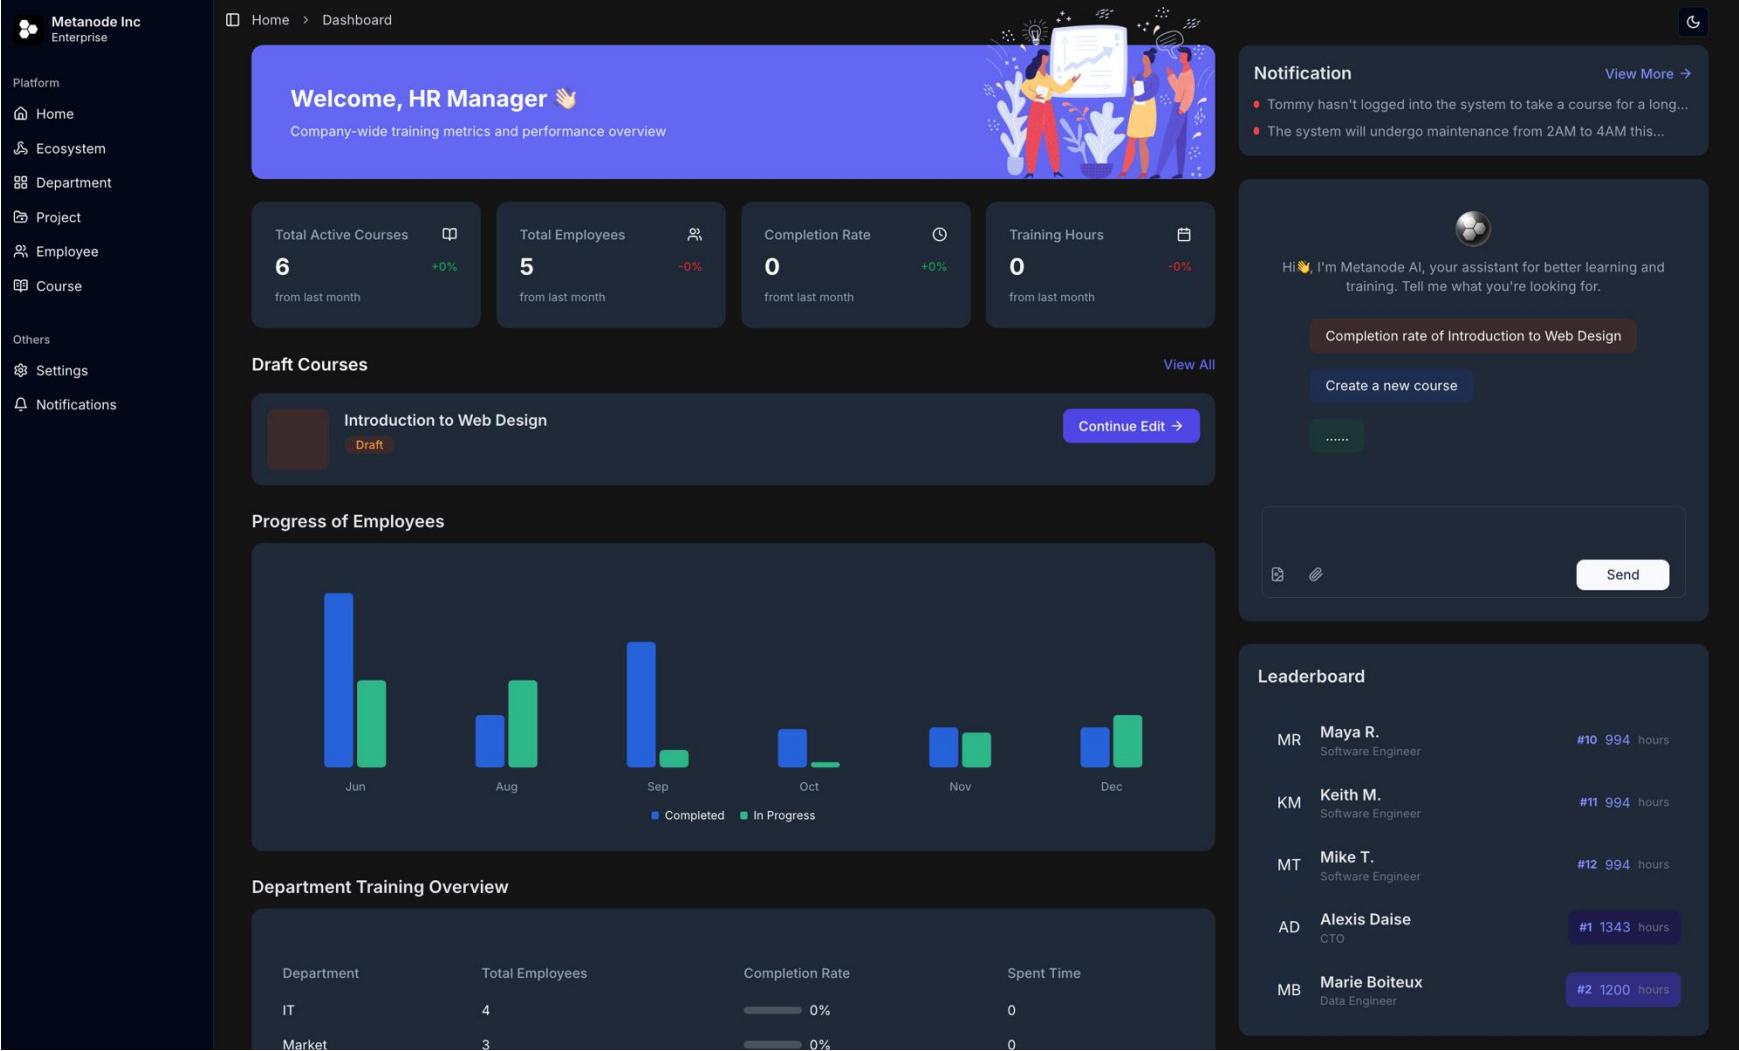 Metanode Inc
Enterprise
Platform
Home
Ecosystem
Department
Project
Employee
Course
Others
Settings
Notifications
Home > Dashboard
Welcome, HR Manager 👋🏻
Company-wide training metrics and performance overview
Total Active Courses
6
+0%
from last month
Total Employees
5
-0%
from last month
Completion Rate
0
+0%
fromt last month
Training Hours
0
-0%
from last month
Draft Courses
View All
Introduction to Web Design
Draft
Continue Edit →
Progress of Employees
Jun Aug Sep Oct Nov Dec
Completed In Progress
Department Training Overview
Department Total Employees Completion Rate Spent Time
IT 4 0% 0
Market 3 0% 0
Notification
View More →
Tommy hasn't logged into the system to take a course for a long...
The system will undergo maintenance from 2AM to 4AM this...
Hi👋, I'm Metanode AI, your assistant for better learning and
training. Tell me what you're looking for.
Completion rate of Introduction to Web Design
Create a new course
......
Send
Leaderboard
MR
Maya R.
Software Engineer
#10 994 hours
KM
Keith M.
Software Engineer
#11 994 hours
MT
Mike T.
Software Engineer
#12 994 hours
AD
Alexis Daise
CTO
#1 1343 hours
MB
Marie Boiteux
Data Engineer
#2 1200 hours